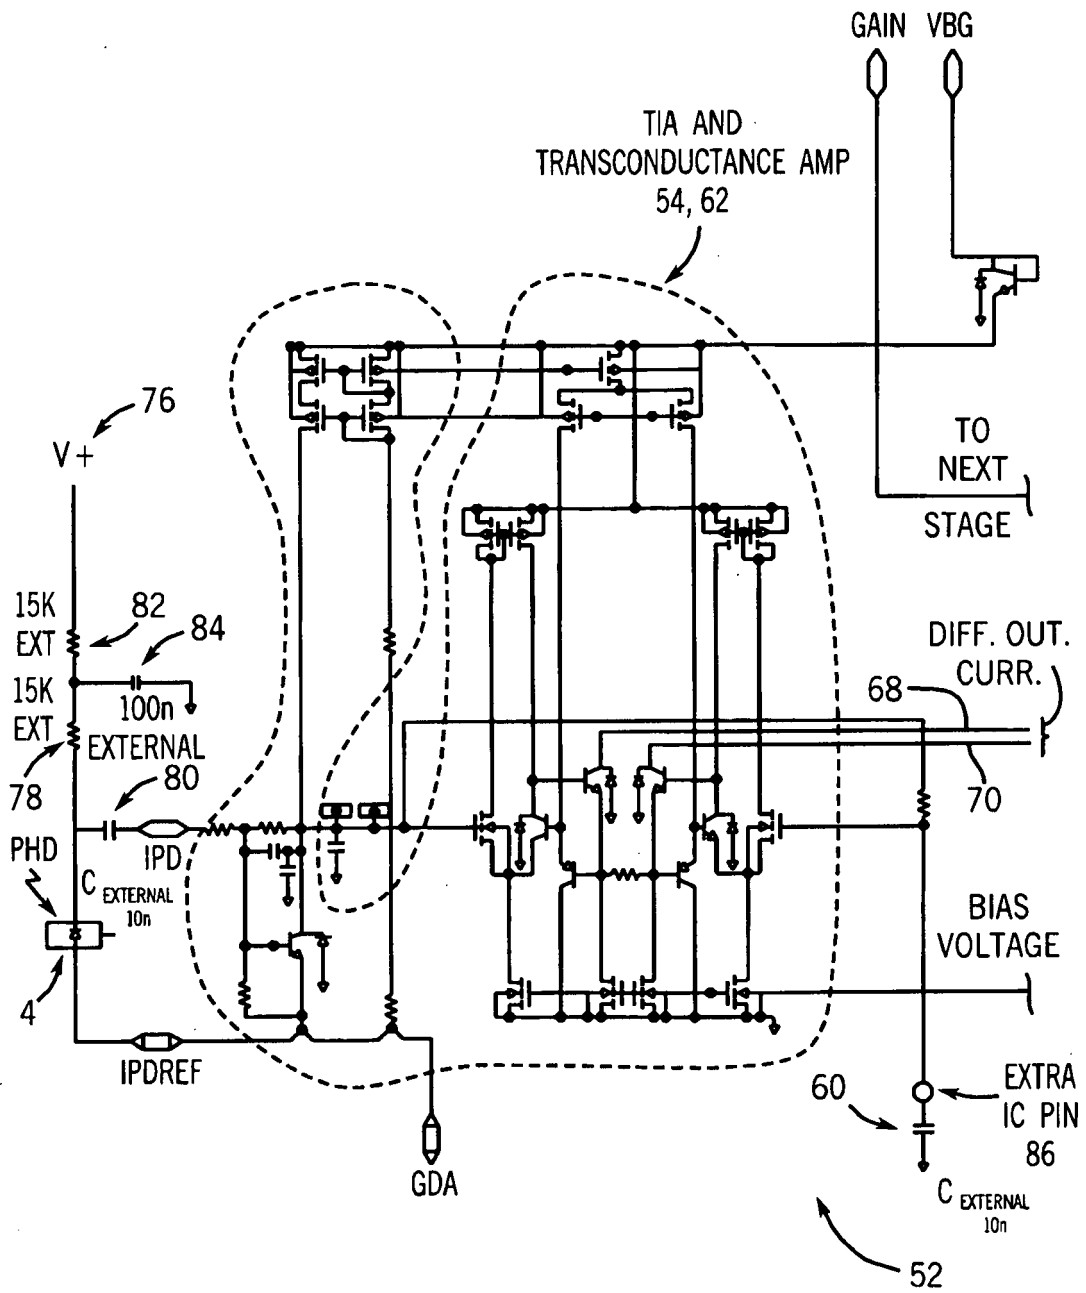 GAIN VBG
TIA AND
TRANSCONDUCTANCE AMP
54, 62
76
V+
TO
NEXT
STAGE
15K
EXT
82
84
15K
EXT
100n
EXTERNAL
78
80
DIFF. OUT.
CURR.
68
70
PHD
IPD
C EXTERNAL
10n
4
BIAS
VOLTAGE
IPDREF
GDA
60
EXTRA
IC PIN
86
C EXTERNAL
10n
52